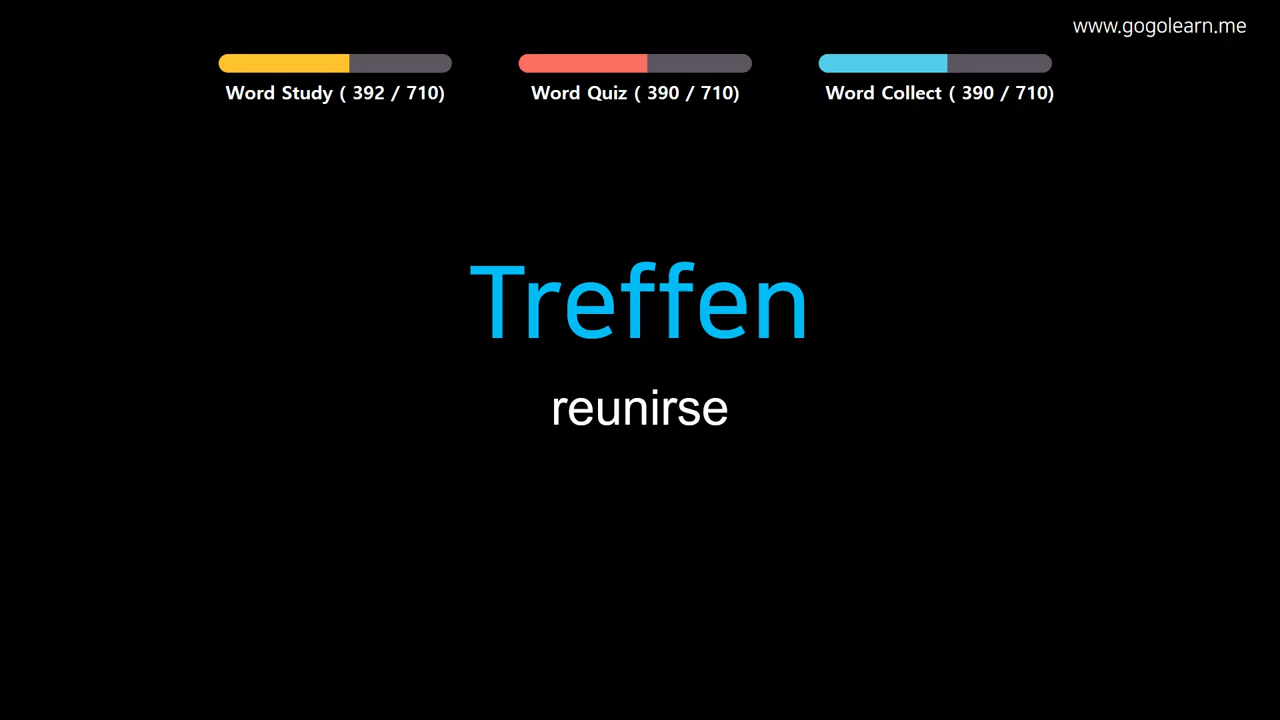 www.gogolearn.me
Word Study ( 392 / 710)
Word Quiz ( 390 / 710)
Word Collect ( 390 / 710)
Treffen
reunirse